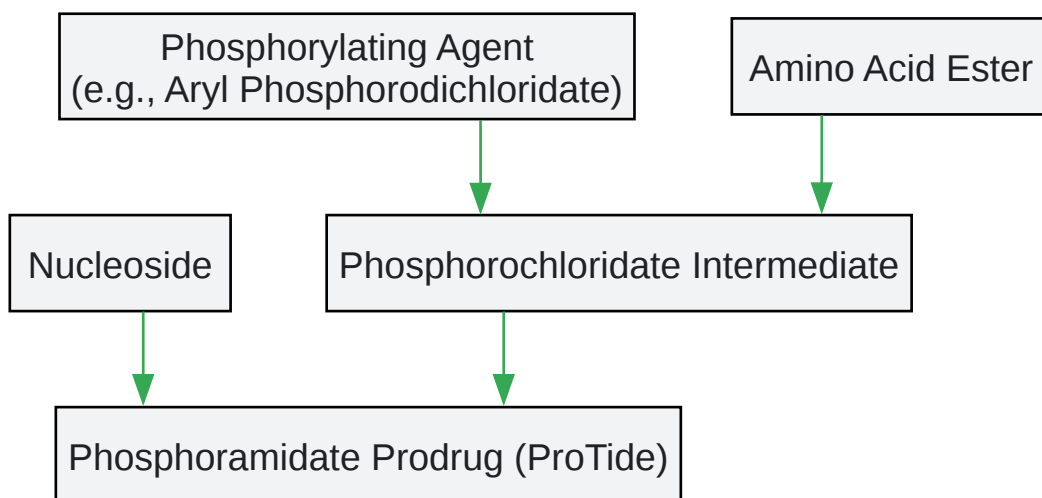 Phosphorylating Agent
(e.g., Aryl Phosphorodichloridate)
Amino Acid Ester
Nucleoside
Phosphorochloridate Intermediate
Phosphoramidate Prodrug (ProTide)